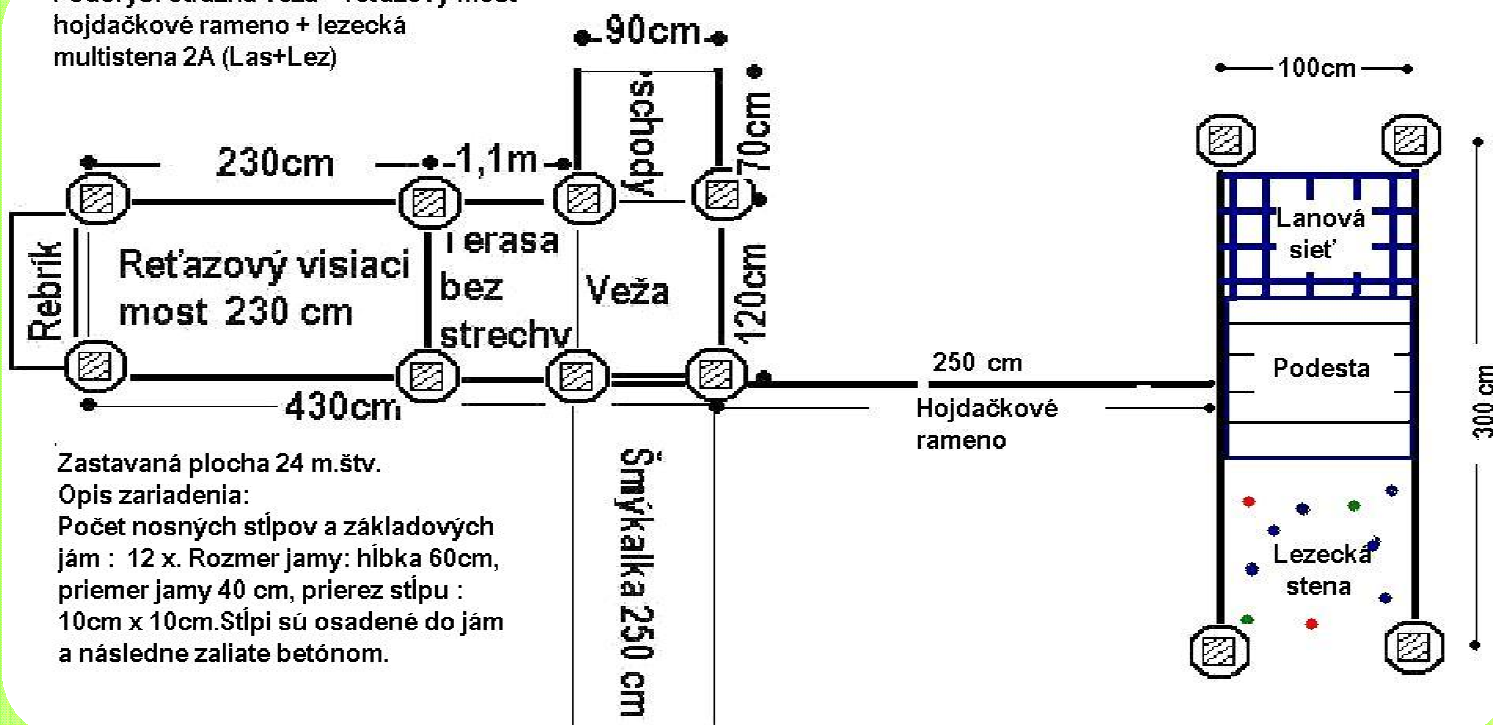 hojdačkové rameno + lezecká
multistena 2A (Las+Lez)
90cm
100cm
schody
70cm
230cm
1,1m
Rebrík
Reťazový visiaci
most 230 cm
Terasa
bez
strechy
Veža
120cm
Lanová
sieť
Podesta
250 cm
Hojdačkové
rameno
300 cm
430cm
Šmýkalka 250 cm
Lezecká
stena
Zastavaná plocha 24 m.štv.
Opis zariadenia:
Počet nosných stĺpov a základových
jám : 12 x. Rozmer jamy: hĺbka 60cm,
priemer jamy 40 cm, prierez stĺpu :
10cm x 10cm.Stĺpi sú osadené do jám
a následne zaliate betónom.